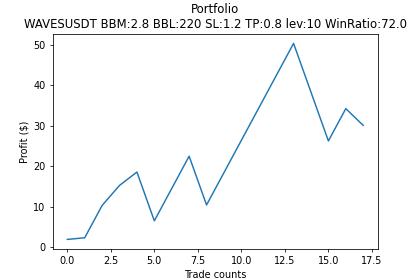 Portfolio
WAVESUSDT BBM:2.8 BBL:220 SL:1.2 TP:0.8 lev:10 WinRatio:72.0
50
40
30
20
10
0
Profit ($)
0.0 2.5 5.0 7.5 10.0 12.5 15.0 17.5
Trade counts